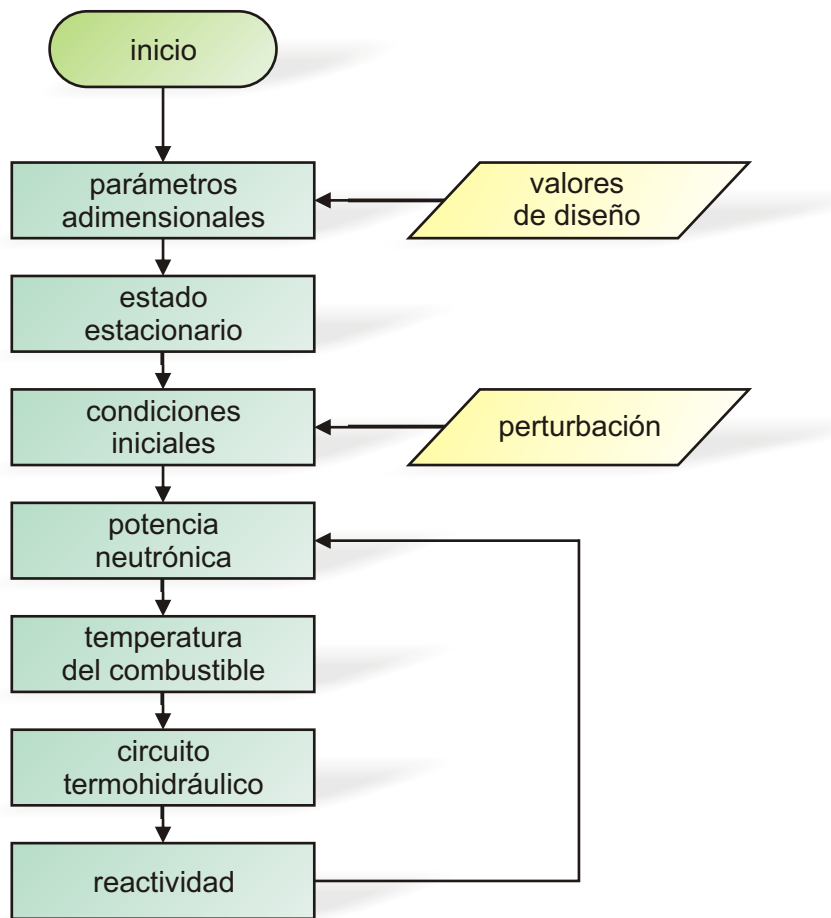 inicio
parámetros
adimensionales
valores
de diseño
estado
estacionario
condiciones
iniciales
perturbación
potencia
neutrónica
temperatura
del combustible
circuito
termohidráulico
reactividad